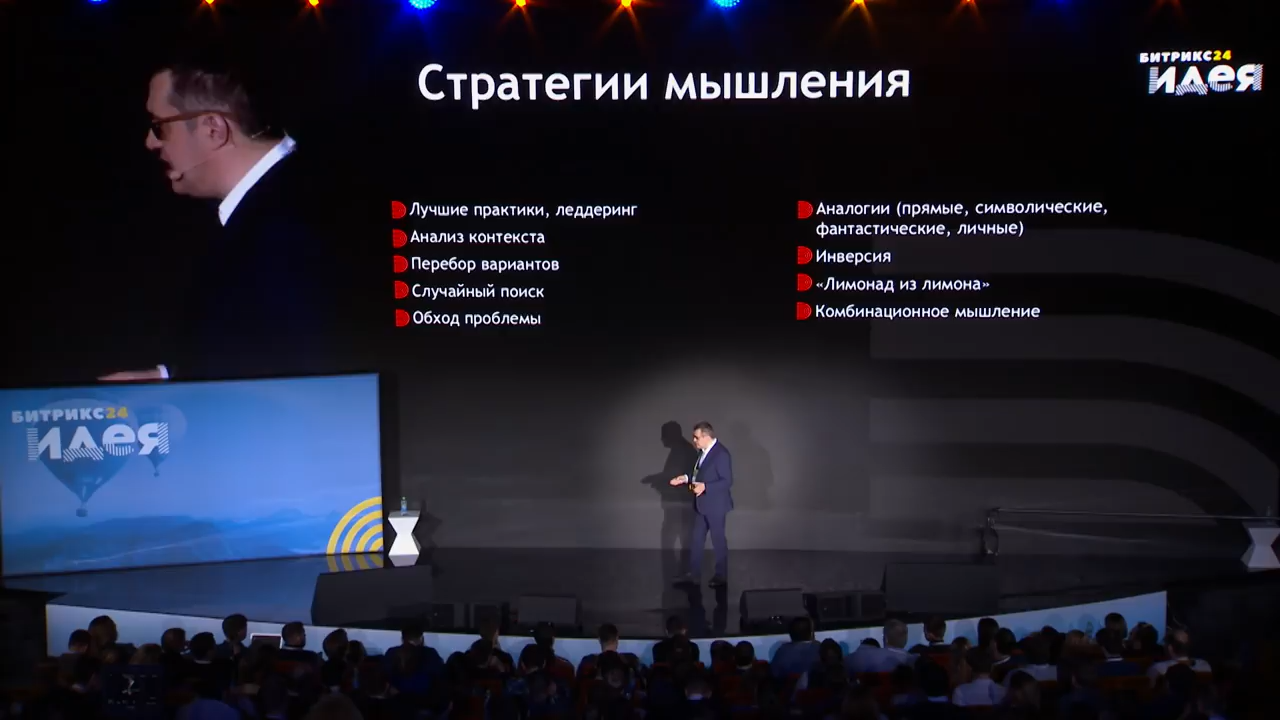 Стратегии мышления
БИТРИКС24
идея
Лучшие практики, леддеринг
Анализ контекста
Перебор вариантов
Случайный поиск
Обход проблемы
Аналогии (прямые, символические,
фантастические, личные)
Инверсия
«Лимонад из лимона»
Комбинационное мышление
БИТРИКС24
идея